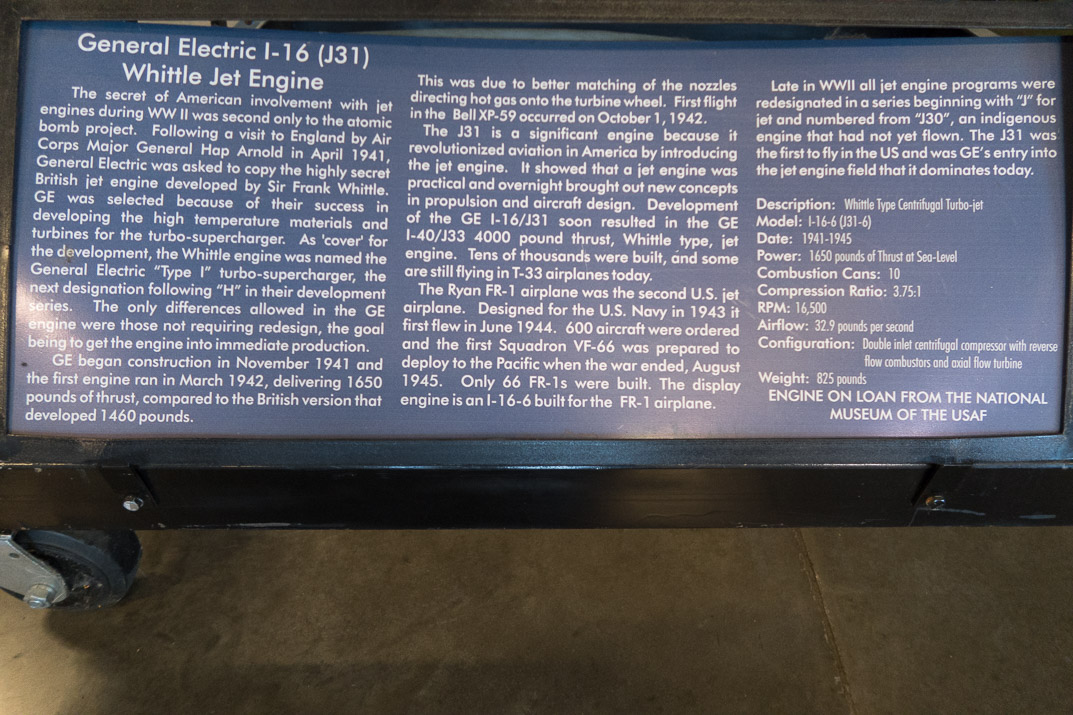 General Electric I-16 (J31)
Whittle Jet Engine
The secret of American involvement with jet
engines during WW II was second only to the atomic
bomb project. Following a visit to England by Air
Corps Major General Hap Arnold in April 1941,
General Electric was asked to copy the highly secret
British jet engine developed by Sir Frank Whittle.
GE was selected because of their success in
developing the high temperature materials and
turbines for the turbo-supercharger. As 'cover' for
the development, the Whittle engine was named the
General Electric "Type I" turbo-supercharger, the
next designation following "H" in their development
series. The only differences allowed in the GE
engine were those not requiring redesign, the goal
being to get the engine into immediate production.
GE began construction in November 1941 and
the first engine ran in March 1942, delivering 1650
pounds of thrust, compared to the British version that
developed 1460 pounds.
This was due to better matching of the nozzles
directing hot gas onto the turbine wheel. First flight
in the Bell XP-59 occurred on October 1, 1942.
The J31 is a significant engine because it
revolutionized aviation in America by introducing
the jet engine. It showed that a jet engine was
practical and overnight brought out new concepts
in propulsion and aircraft design. Development
of the GE I-16/J31 soon resulted in the GE
I-40/J33 4000 pound thrust, Whittle type, jet
engine. Tens of thousands were built, and some
are still flying in T-33 airplanes today.
The Ryan FR-1 airplane was the second U.S. jet
airplane. Designed for the U.S. Navy in 1943 it
first flew in June 1944. 600 aircraft were ordered
and the first Squadron VF-66 was prepared to
deploy to the Pacific when the war ended, August
1945. Only 66 FR-1s were built. The display
engine is an I-16-6 built for the FR-1 airplane.
Late in WWII all jet engine programs were
redesignated in a series beginning with "J" for
jet and numbered from "J30", an indigenous
engine that had not yet flown. The J31 was
the first to fly in the US and was GE's entry into
the jet engine field that it dominates today.
Description: Whittle Type Centrifugal Turbo-jet
Model: I-16-6 (J31-6)
Date: 1941-1945
Power: 1650 pounds of Thrust at Sea-Level
Combustion Cans: 10
Compression Ratio: 3.75:1
RPM: 16,500
Airflow: 32.9 pounds per second
Configuration: Double inlet centrifugal compressor with reverse
flow combustors and axial flow turbine
Weight: 825 pounds
ENGINE ON LOAN FROM THE NATIONAL
MUSEUM OF THE USAF